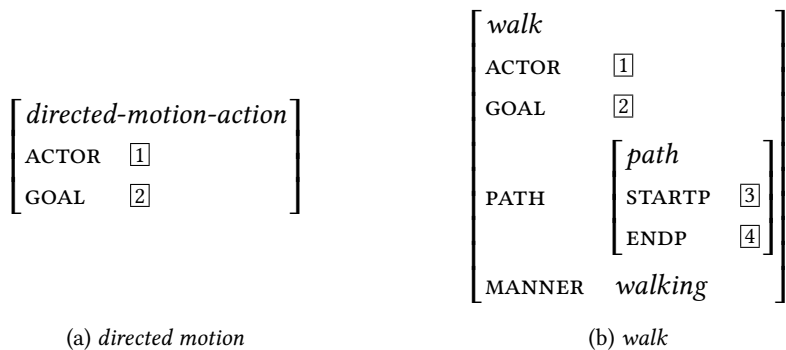 directed-motion-action
ACTOR 1
GOAL 2
(a) directed motion
walk
ACTOR 1
GOAL 2
PATH
path
STARTP 3
ENDP 4
MANNER walking
(b) walk